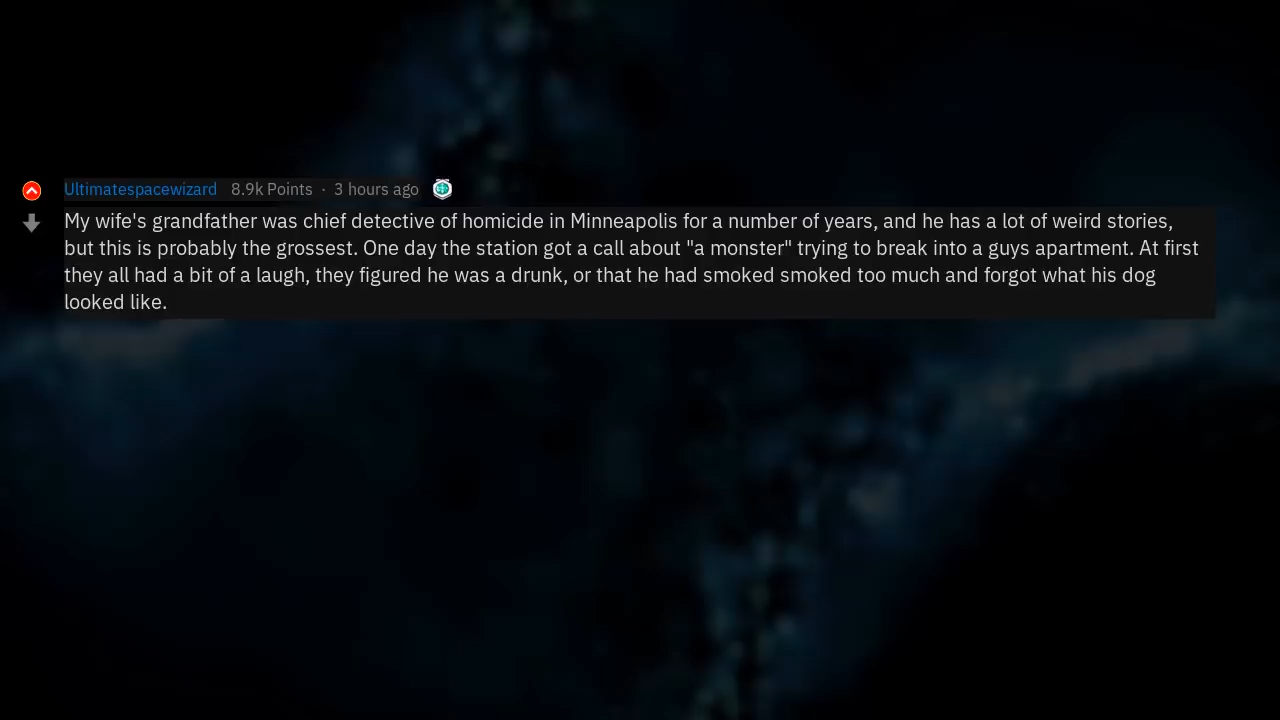 Ultimatespacewizard 8.9k Points · 3 hours ago
My wife's grandfather was chief detective of homicide in Minneapolis for a number of years, and he has a lot of weird stories,
but this is probably the grossest. One day the station got a call about "a monster" trying to break into a guys apartment. At first
they all had a bit of a laugh, they figured he was a drunk, or that he had smoked smoked too much and forgot what his dog
looked like.